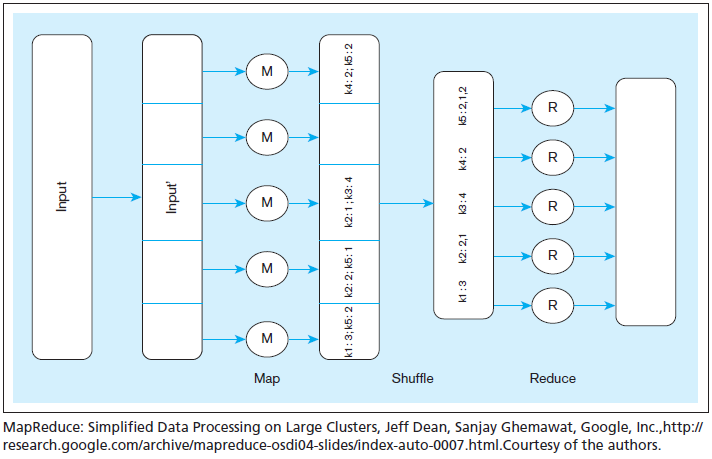 Input
Input'
M
M
M
M
M
k4: 2; k5: 2
k2: 1; k3: 4
k2: 2; k5: 1
k1: 3; k5: 2
k5: 2,1,2
k4: 2
k3: 4
k2: 2,1
k1: 3
R
R
R
R
R
Map
Shuffle
Reduce
MapReduce: Simplified Data Processing on Large Clusters, Jeff Dean, Sanjay Ghemawat, Google, Inc.,http://
research.google.com/archive/mapreduce-osdi04-slides/index-auto-0007.html.Courtesy of the authors.